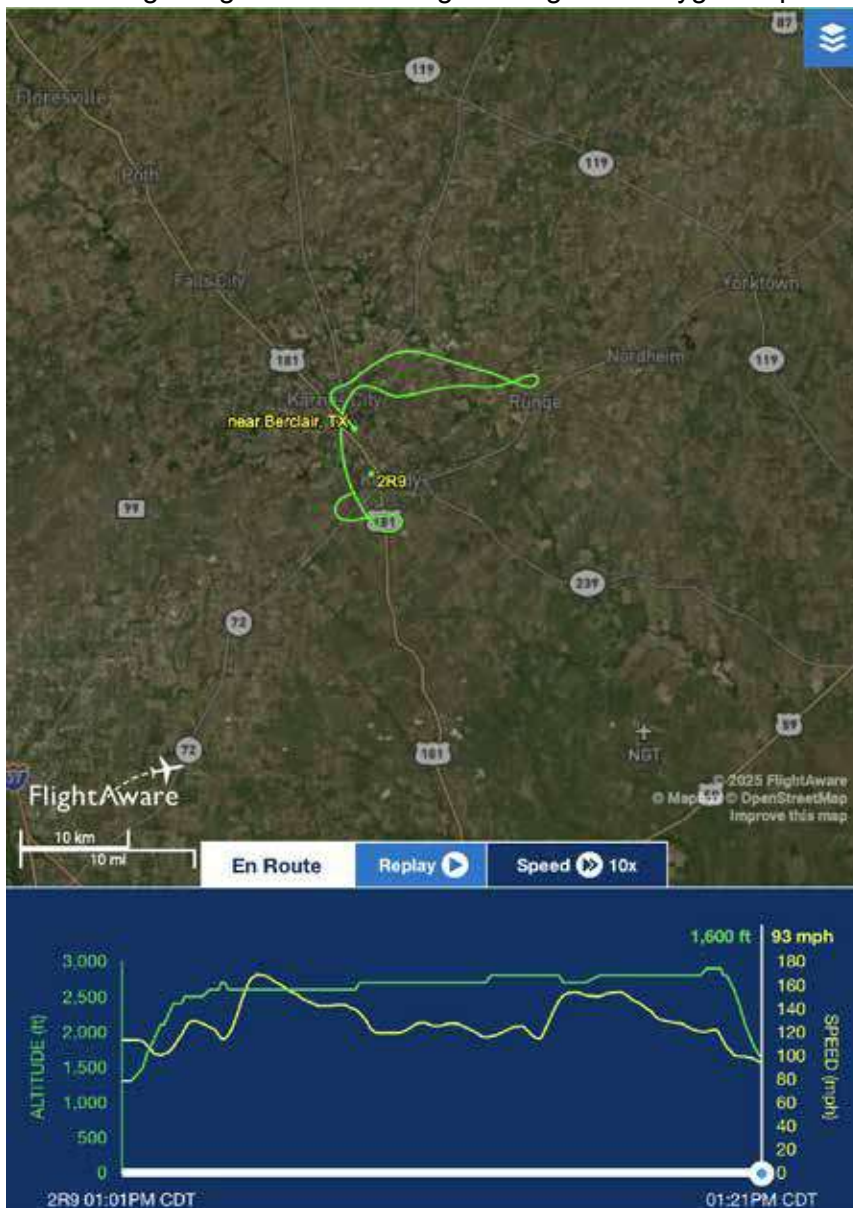 87
119
Floresville
119
Poth
Falls City
Yorktown
181
Nordheim
119
Runge
near Berclair, TX
2R9
99
181
239
72
59
72
181
NGT
FlightAware
© 2025 FlightAware
© OpenStreetMap
Improve this map
10 km
10 mi
En Route
Replay
Speed
10x
1,600 ft
93 mph
3,000
180
2,500
160
140
2,000
120
1,500
100
80
1,000
60
500
40
20
0
0
ALTITUDE (ft)
SPEED (mph)
2R9 01:01PM CDT
01:21PM CDT